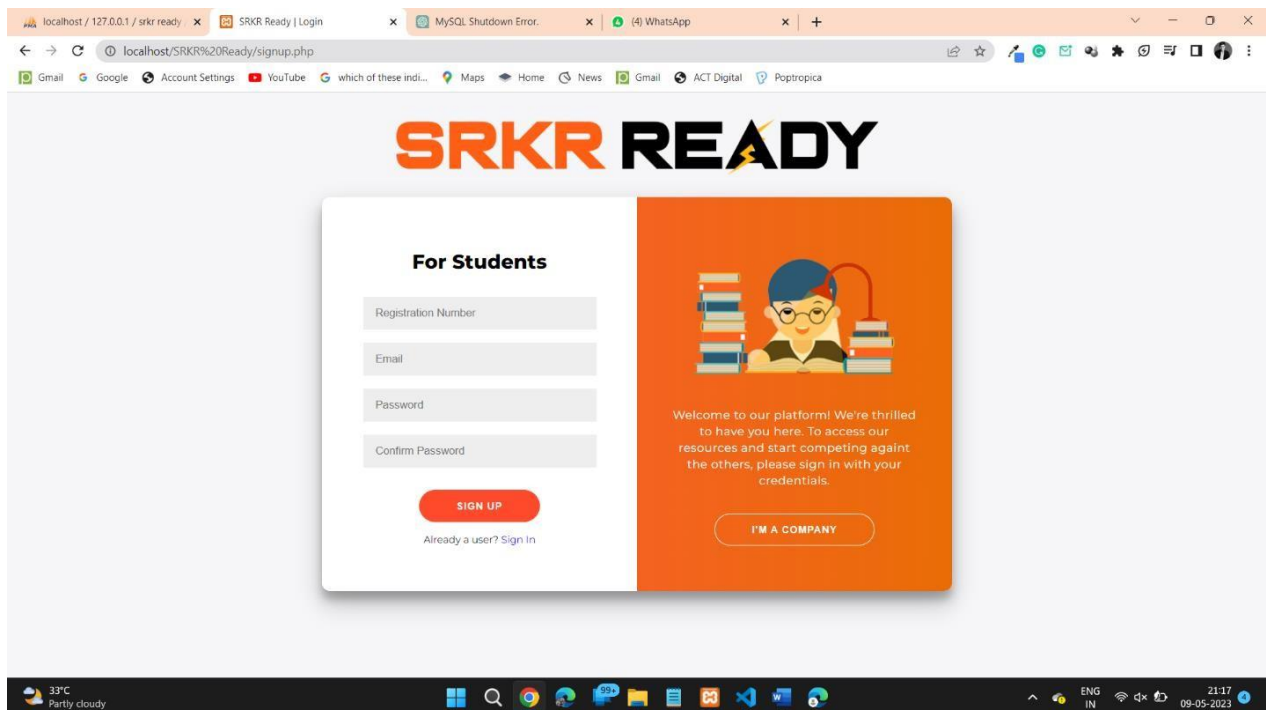 localhost / 127.0.0.1 / srkr ready
SRKR Ready | Login
MySQL Shutdown Error.
(4) WhatsApp
localhost/SRKR%20Ready/signup.php
Gmail
Google
Account Settings
YouTube
which of these indi...
Maps
Home
News
Gmail
ACT Digital
Poptropica
SRKR READY
For Students
Registration Number
Email
Password
Confirm Password
SIGN UP
Already a user? Sign In
Welcome to our platform! We're thrilled
to have you here. To access our
resources and start competing againt
the others, please sign in with your
credentials.
I'M A COMPANY
33°C
Partly cloudy
99+
ENG
IN
21:17
09-05-2023
4